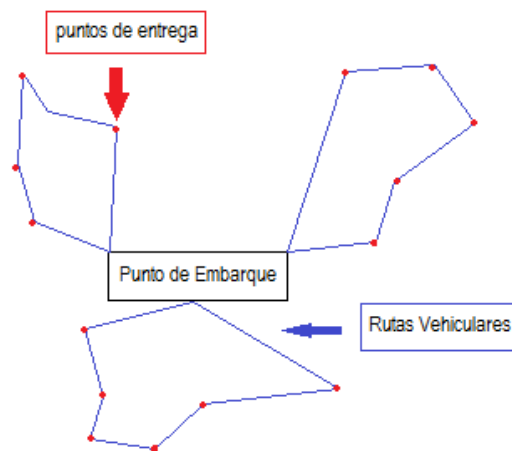 puntos de entrega
Punto de Embarque
Rutas Vehiculares